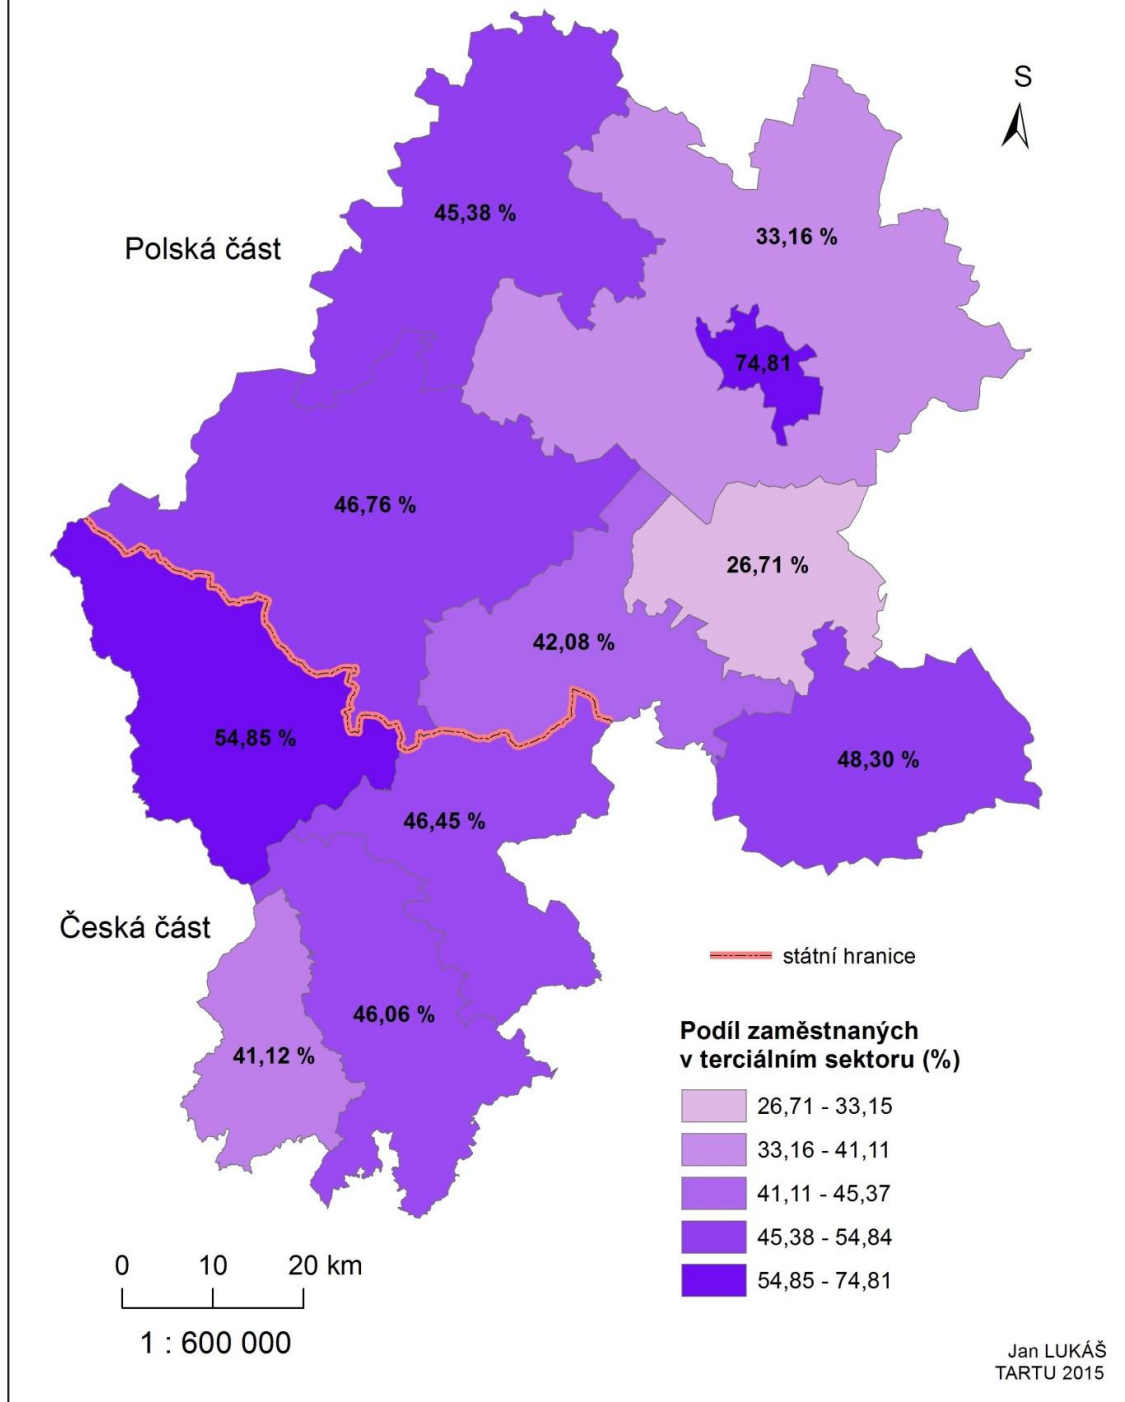 S
45,38 %
Polská část
33,16 %
74,81
46,76 %
26,71 %
42,08 %
54,85 %
48,30 %
46,45 %
Česká část
státní hranice
46,06 %
41,12 %
Podíl zaměstnaných
v terciálním sektoru (%)
26,71 - 33,15
33,16 - 41,11
41,11 - 45,37
45,38 - 54,84
54,85 - 74,81
0 10 20 km
1 : 600 000
Jan LUKÁŠ
TARTU 2015